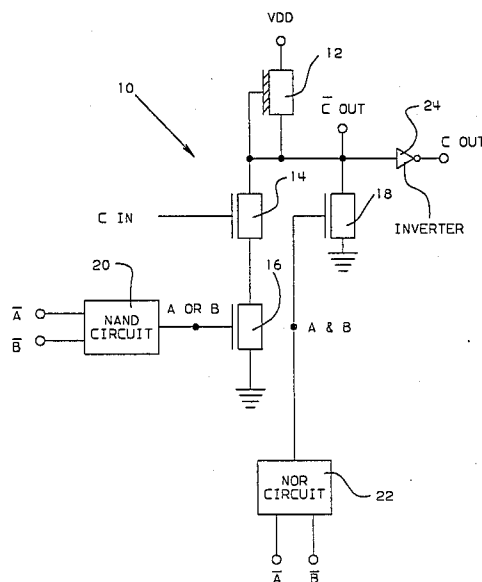 VDD
12
10
C̅ OUT
24
C OUT
14
18
C IN
INVERTER
20
16
A̅
NAND
CIRCUIT
A OR B
A & B
B̅
NOR
CIRCUIT
22
A̅
B̅